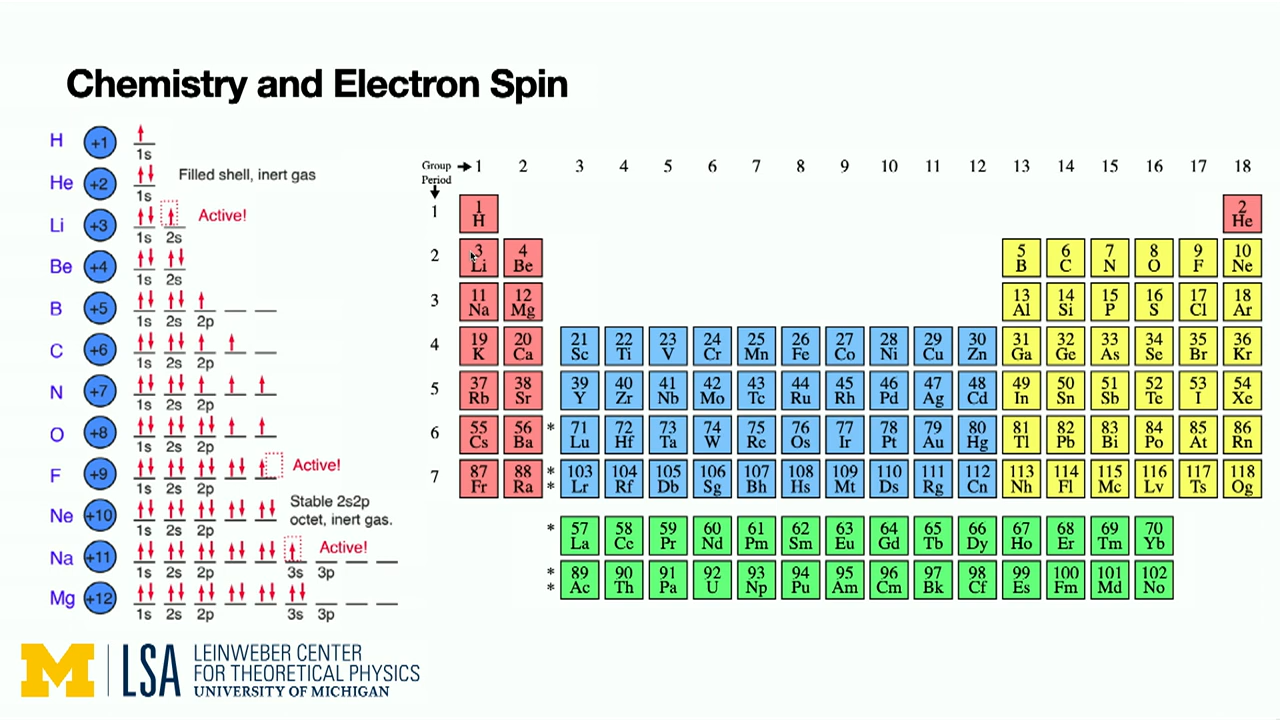 Chemistry and Electron Spin
H +1
1s
He +2 Filled shell, inert gas
1s
Li +3 Active!
1s 2s
Be +4
1s 2s
B +5
1s 2s 2p
C +6
1s 2s 2p
N +7
1s 2s 2p
O +8
1s 2s 2p
F +9 Active!
1s 2s 2p
Ne +10 Stable 2s2p
octet, inert gas.
1s 2s 2p
Na +11 Active!
1s 2s 2p 3s 3p
Mg +12
1s 2s 2p 3s 3p
Group 1 2 3 4 5 6 7 8 9 10 11 12 13 14 15 16 17 18
Period
1 1 2
H He
2 3 4 5 6 7 8 9 10
Li Be B C N O F Ne
3 11 12 13 14 15 16 17 18
Na Mg Al Si P S Cl Ar
4 19 20 21 22 23 24 25 26 27 28 29 30 31 32 33 34 35 36
K Ca Sc Ti V Cr Mn Fe Co Ni Cu Zn Ga Ge As Se Br Kr
5 37 38 39 40 41 42 43 44 45 46 47 48 49 50 51 52 53 54
Rb Sr Y Zr Nb Mo Tc Ru Rh Pd Ag Cd In Sn Sb Te I Xe
6 55 56 * 71 72 73 74 75 76 77 78 79 80 81 82 83 84 85 86
Cs Ba Lu Hf Ta W Re Os Ir Pt Au Hg Tl Pb Bi Po At Rn
7 87 88 * 103 104 105 106 107 108 109 110 111 112 113 114 115 116 117 118
Fr Ra * Lr Rf Db Sg Bh Hs Mt Ds Rg Cn Nh Fl Mc Lv Ts Og
* 57 58 59 60 61 62 63 64 65 66 67 68 69 70
La Ce Pr Nd Pm Sm Eu Gd Tb Dy Ho Er Tm Yb
* 89 90 91 92 93 94 95 96 97 98 99 100 101 102
* Ac Th Pa U Np Pu Am Cm Bk Cf Es Fm Md No
M LSA LEINWEBER CENTER
FOR THEORETICAL PHYSICS
UNIVERSITY OF MICHIGAN